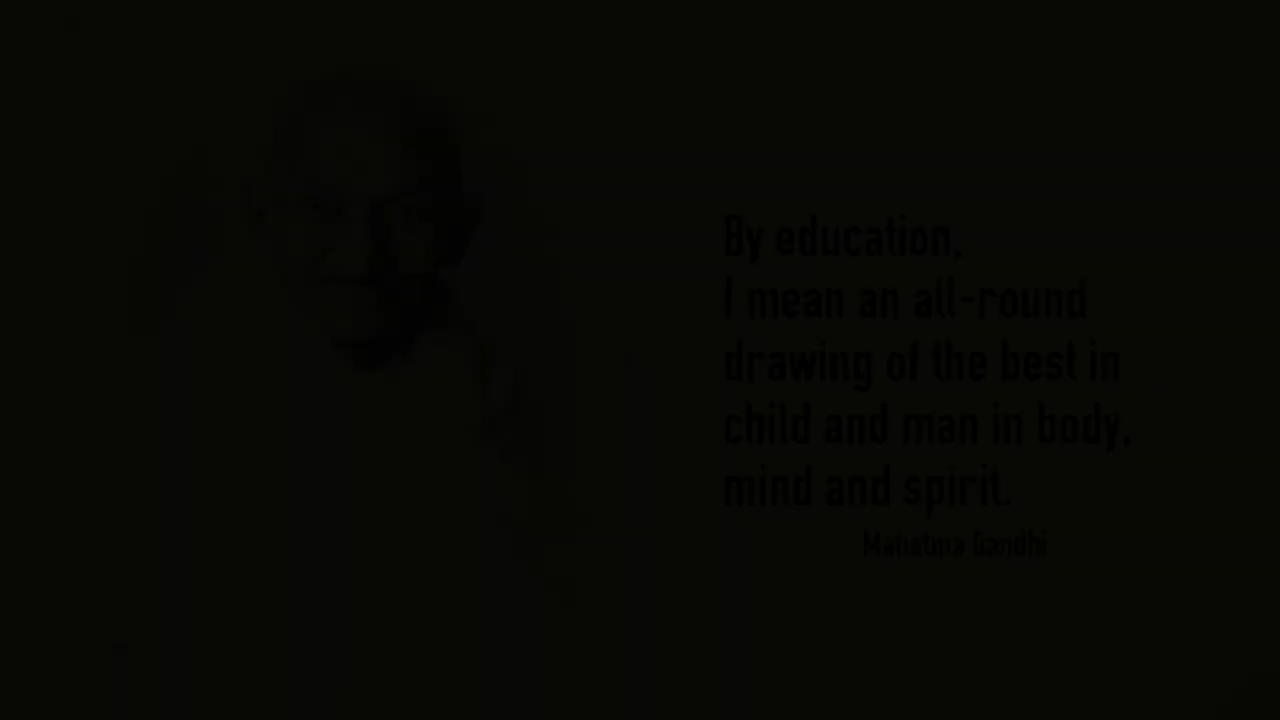 By education,
I mean an all-round
drawing of the best in
child and man in body,
mind and spirit.
Mahatma Gandhi